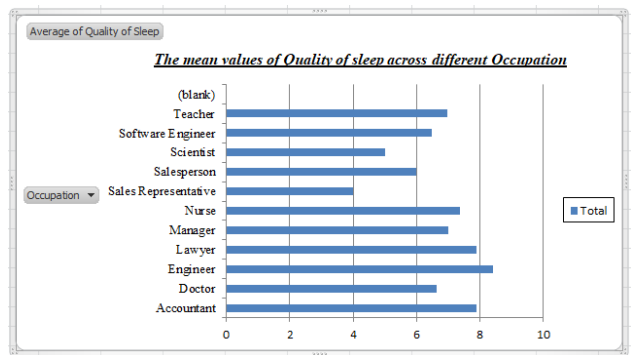 Average of Quality of Sleep
The mean values of Quality of sleep across different Occupation
(blank)
Teacher
Software Engineer
Scientist
Salesperson
Occupation
Sales Representative
Nurse
Manager
Lawyer
Engineer
Doctor
Accountant
Total
0 2 4 6 8 10